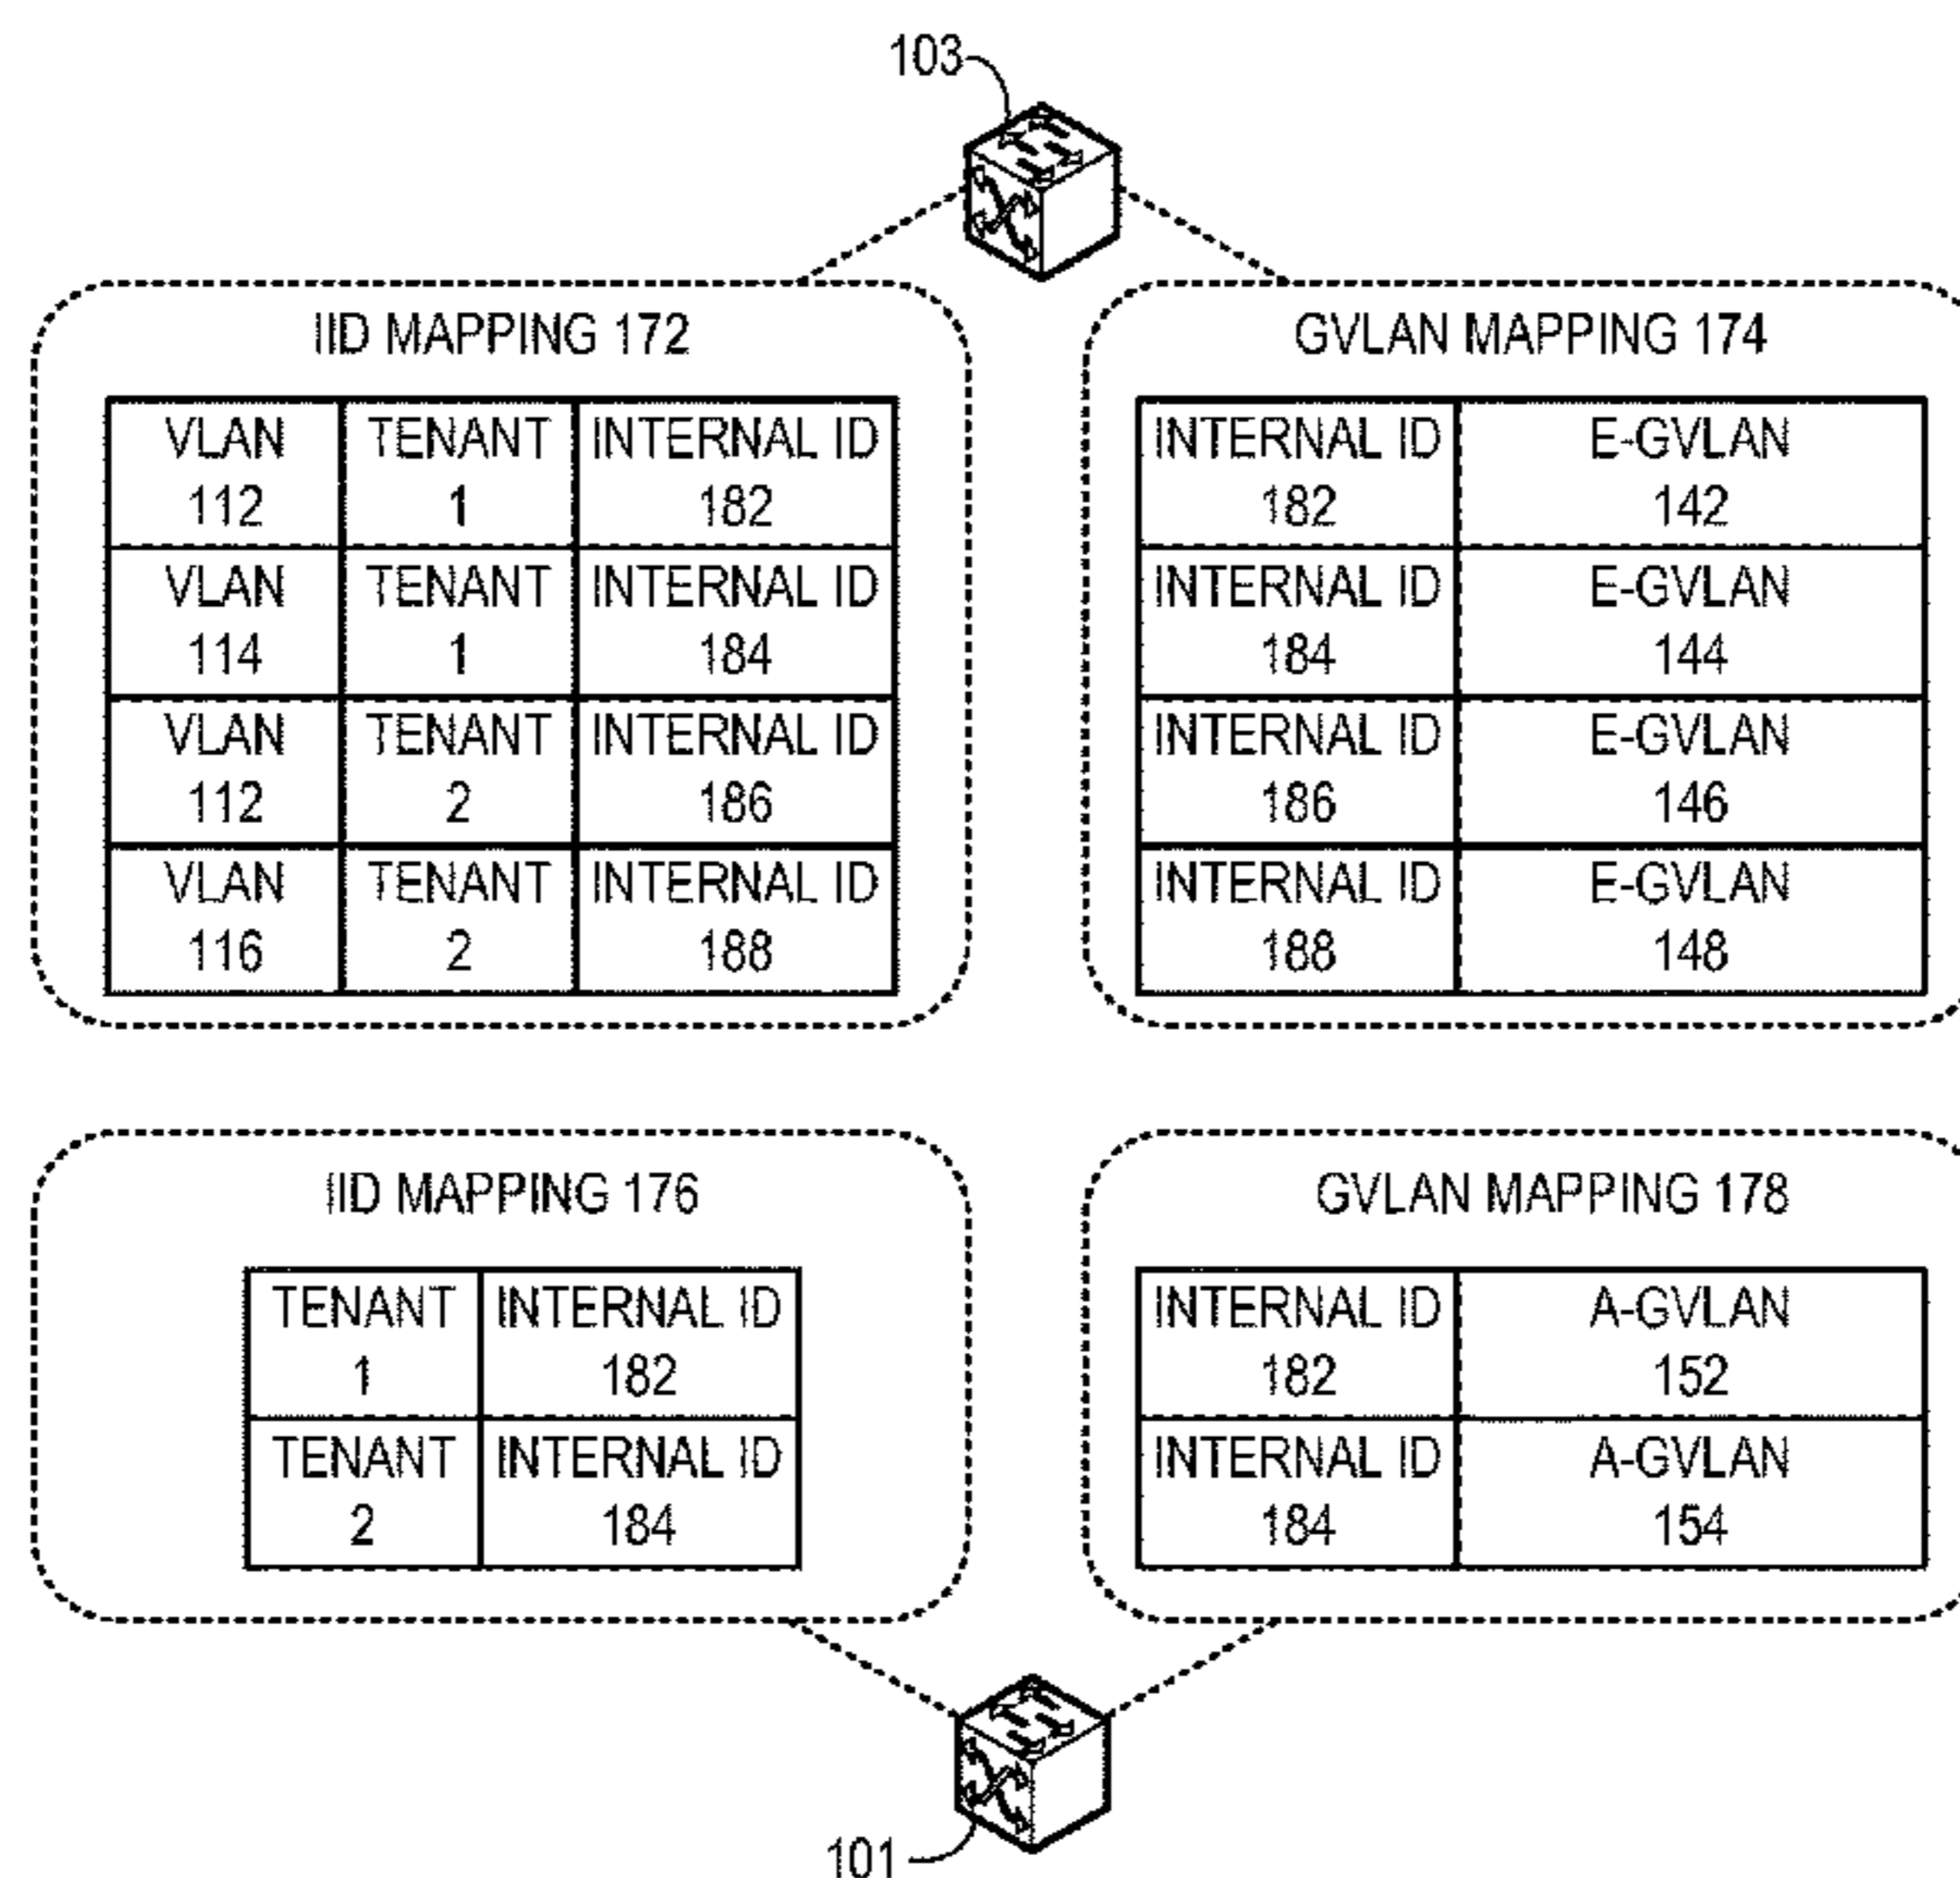 103
IID MAPPING 172
VLAN TENANT INTERNAL ID
112 1 182
VLAN TENANT INTERNAL ID
114 1 184
VLAN TENANT INTERNAL ID
112 2 186
VLAN TENANT INTERNAL ID
116 2 188
GVLAN MAPPING 174
INTERNAL ID E-GVLAN
182 142
INTERNAL ID E-GVLAN
184 144
INTERNAL ID E-GVLAN
186 146
INTERNAL ID E-GVLAN
188 148
IID MAPPING 176
TENANT INTERNAL ID
1 182
TENANT INTERNAL ID
2 184
GVLAN MAPPING 178
INTERNAL ID A-GVLAN
182 152
INTERNAL ID A-GVLAN
184 154
101